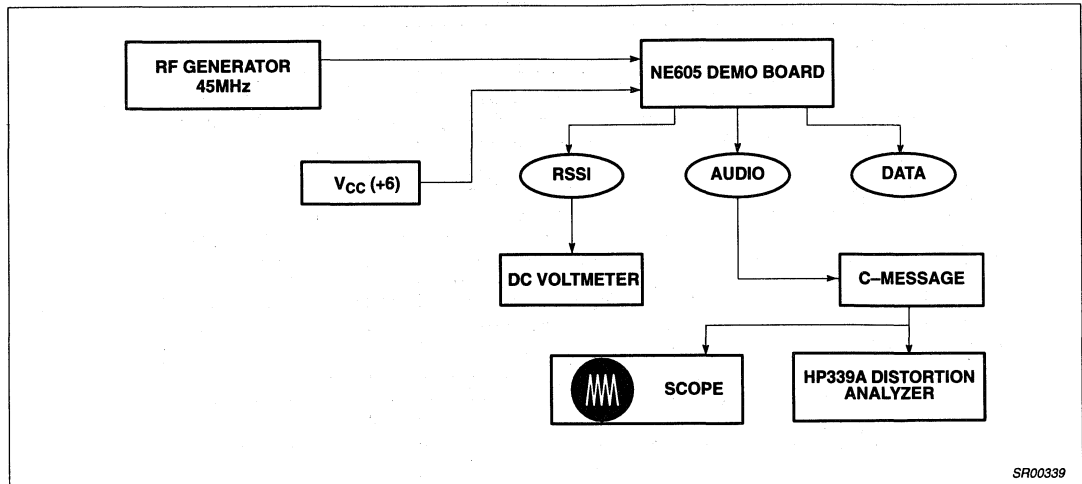 RF GENERATOR
45MHz
NE605 DEMO BOARD
VCC (+6)
RSSI
AUDIO
DATA
DC VOLTMETER
C–MESSAGE
SCOPE
HP339A DISTORTION
ANALYZER
SR00339